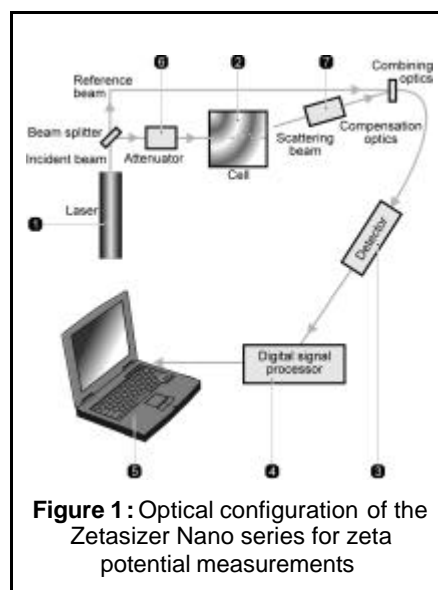 6
2
7
Combining
optics
Reference
beam
Beam splitter
Incident beam
Attenuator
Cell
Scattering
beam
Compensation
optics
Laser
1
Detector
Digital signal
processor
5
4
3
Figure 1: Optical configuration of the
Zetasizer Nano series for zeta
potential measurements